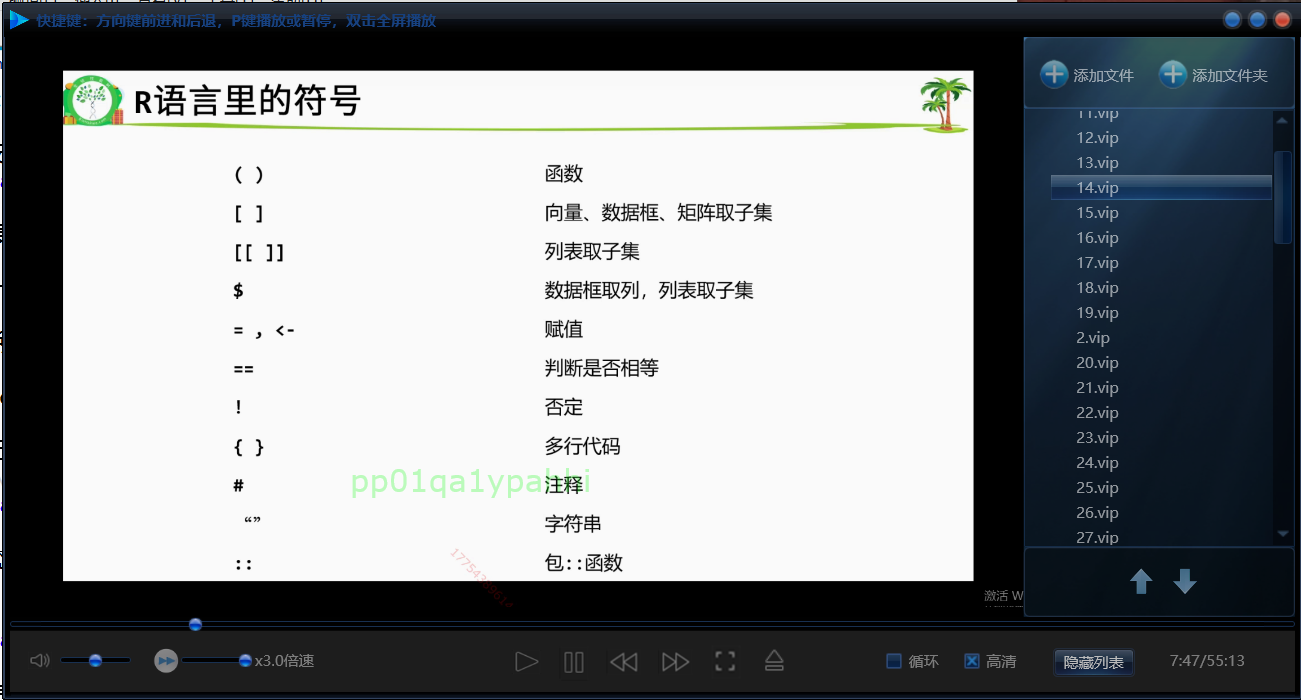 快捷键：方向键前进和后退，P键播放或暂停，双击全屏播放
添加文件 添加文件夹
R语言里的符号
( ) 函数
[ ] 向量、数据框、矩阵取子集
[[ ]] 列表取子集
$ 数据框取列，列表取子集
= , <- 赋值
== 判断是否相等
! 否定
{ } 多行代码
# 注释
“” 字符串
:: 包::函数
11.vip
12.vip
13.vip
14.vip
15.vip
16.vip
17.vip
18.vip
19.vip
2.vip
20.vip
21.vip
22.vip
23.vip
24.vip
25.vip
26.vip
27.vip
激活 W
x3.0倍速
循环
高清
隐藏列表
7:47/55:13